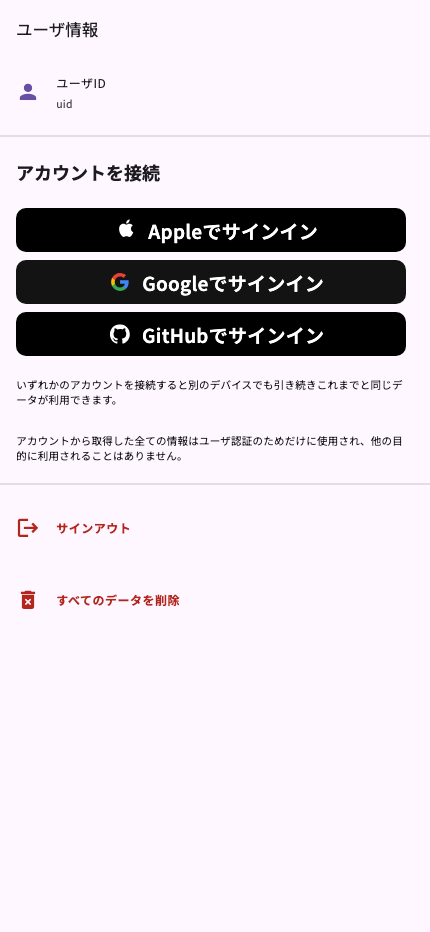 ユーザ情報
ユーザID
uid
アカウントを接続
Appleでサインイン
Googleでサインイン
GitHubでサインイン
いずれかのアカウントを接続すると別のデバイスでも引き続きこれまでと同じデ
ータが利用できます。
アカウントから取得した全ての情報はユーザ認証のためだけに使用され、他の目
的に利用されることはありません。
サインアウト
すべてのデータを削除